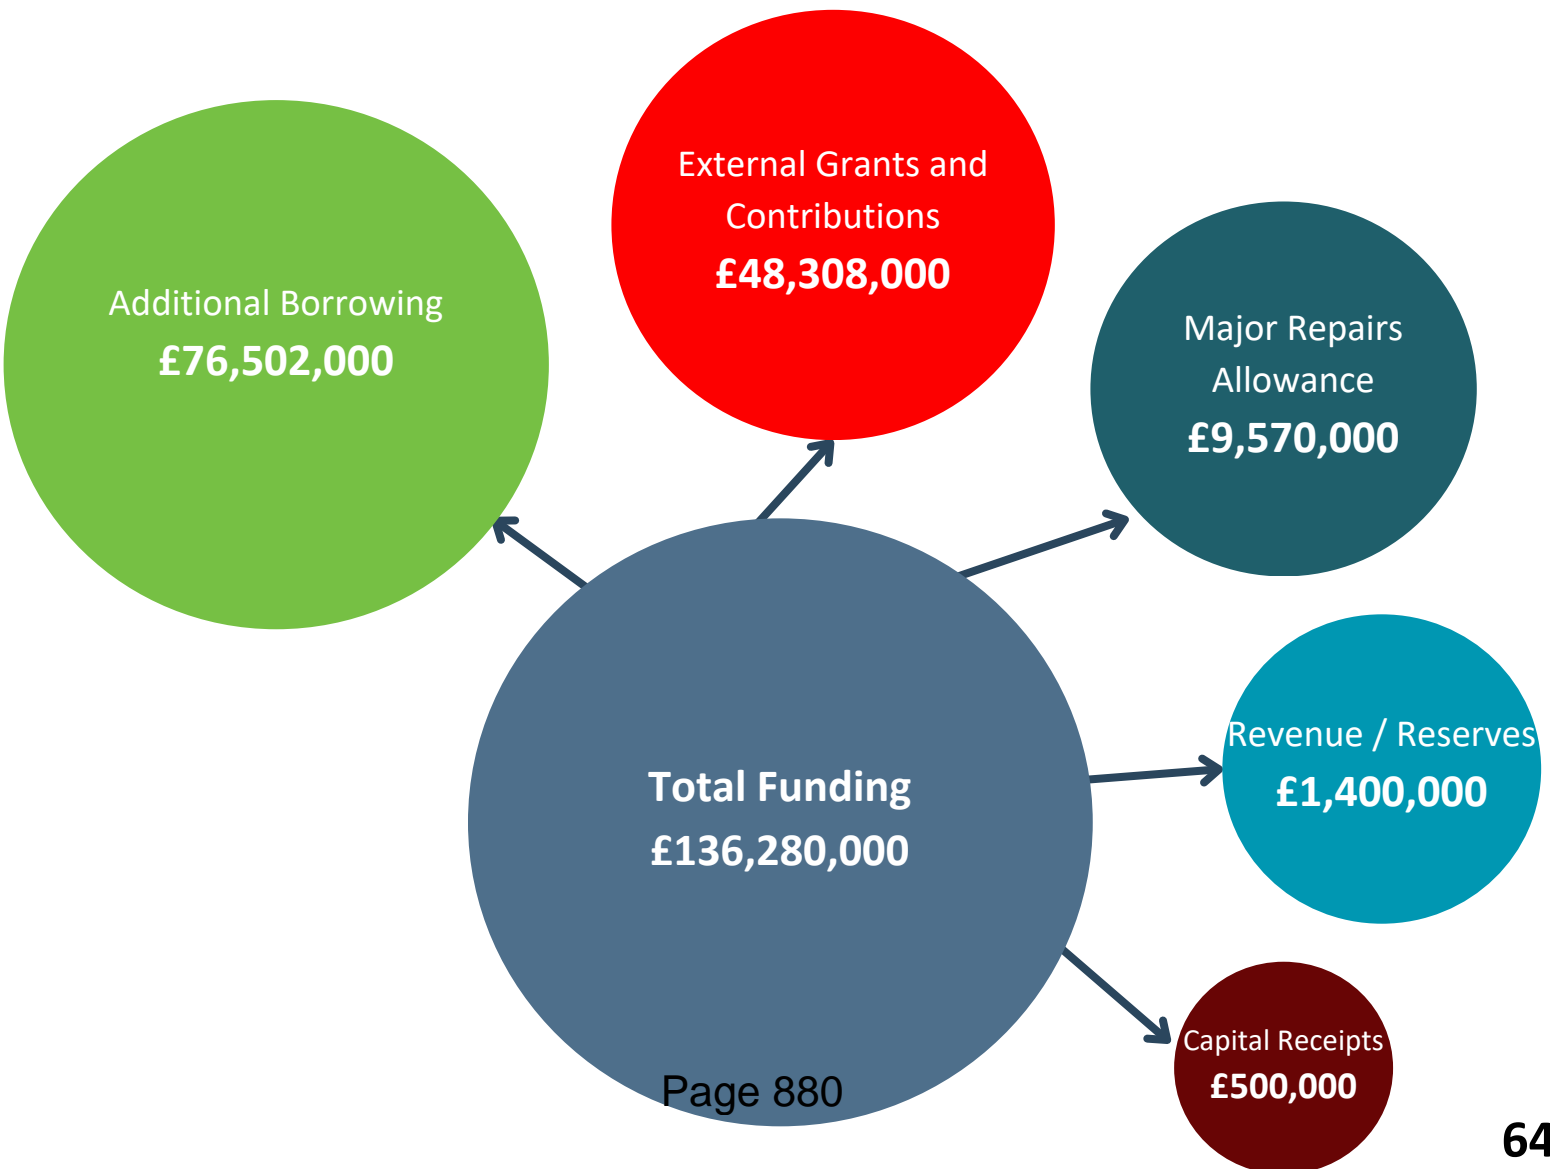 External Grants and
Contributions
£48,308,000
Additional Borrowing
£76,502,000
Major Repairs
Allowance
£9,570,000
Revenue / Reserves
£1,400,000
Total Funding
£136,280,000
Capital Receipts
£500,000
Page 880
64